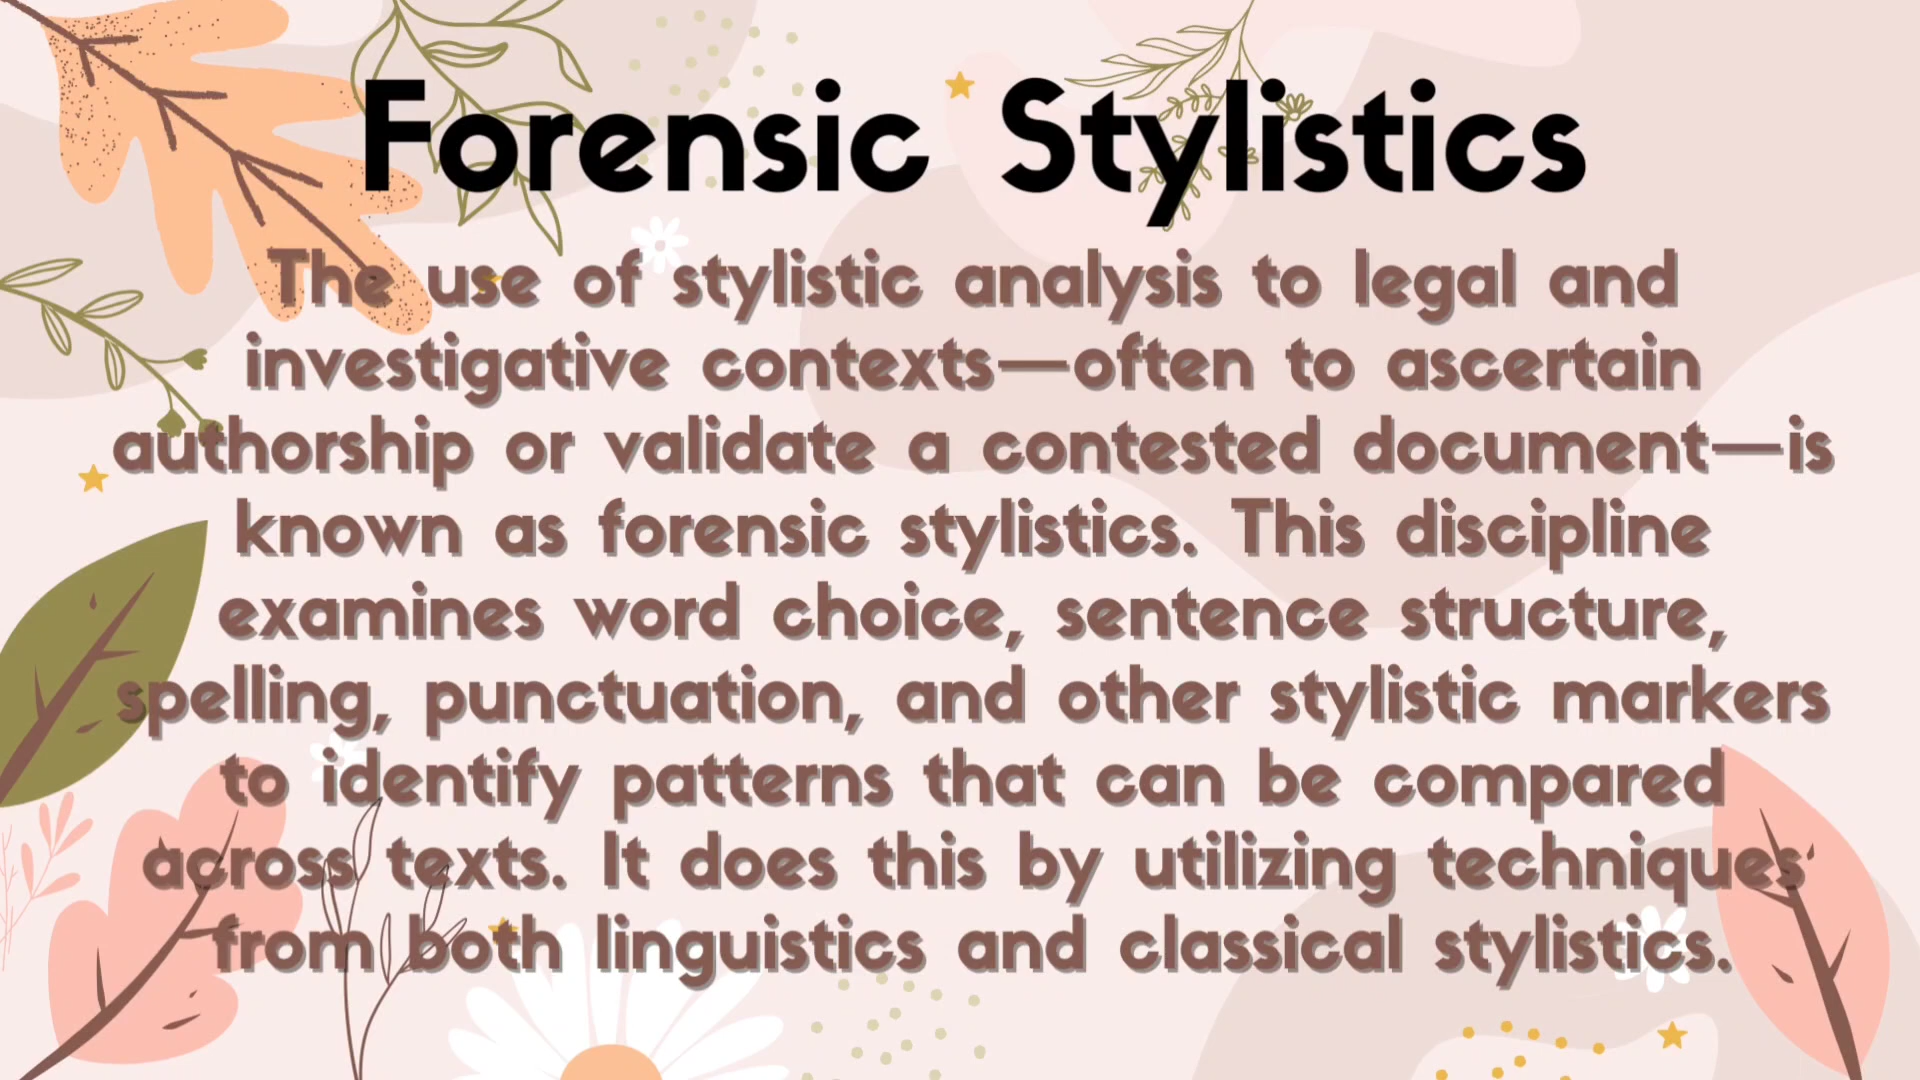 Forensic Stylistics
The use of stylistic analysis to legal and
investigative contexts—often to ascertain
authorship or validate a contested document—is
known as forensic stylistics. This discipline
examines word choice, sentence structure,
spelling, punctuation, and other stylistic markers
to identify patterns that can be compared
across texts. It does this by utilizing techniques
from both linguistics and classical stylistics.